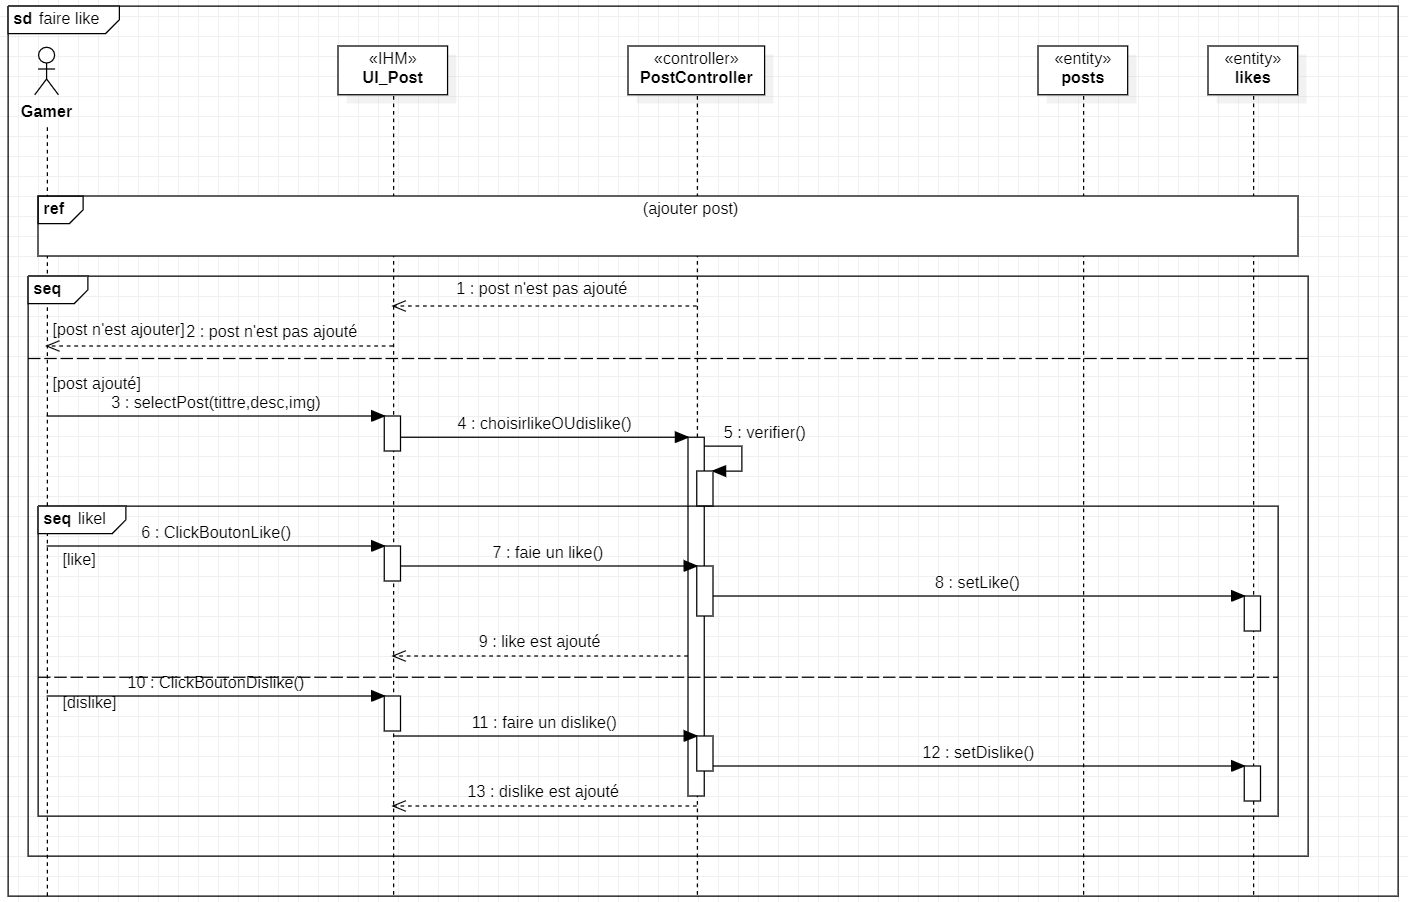 sd faire like
Gamer
«IHM»
UI_Post
«controller»
PostController
«entity»
posts
«entity»
likes
ref
(ajouter post)
seq
1 : post n'est pas ajouté
[post n'est ajouter]
2 : post n'est pas ajouté
[post ajouté]
3 : selectPost(tittre,desc,img)
4 : choisirlikeOUdislike()
5 : verifier()
seq likel
6 : ClickBoutonLike()
[like]
7 : faie un like()
8 : setLike()
9 : like est ajouté
10 : ClickBoutonDislike()
[dislike]
11 : faire un dislike()
12 : setDislike()
13 : dislike est ajouté